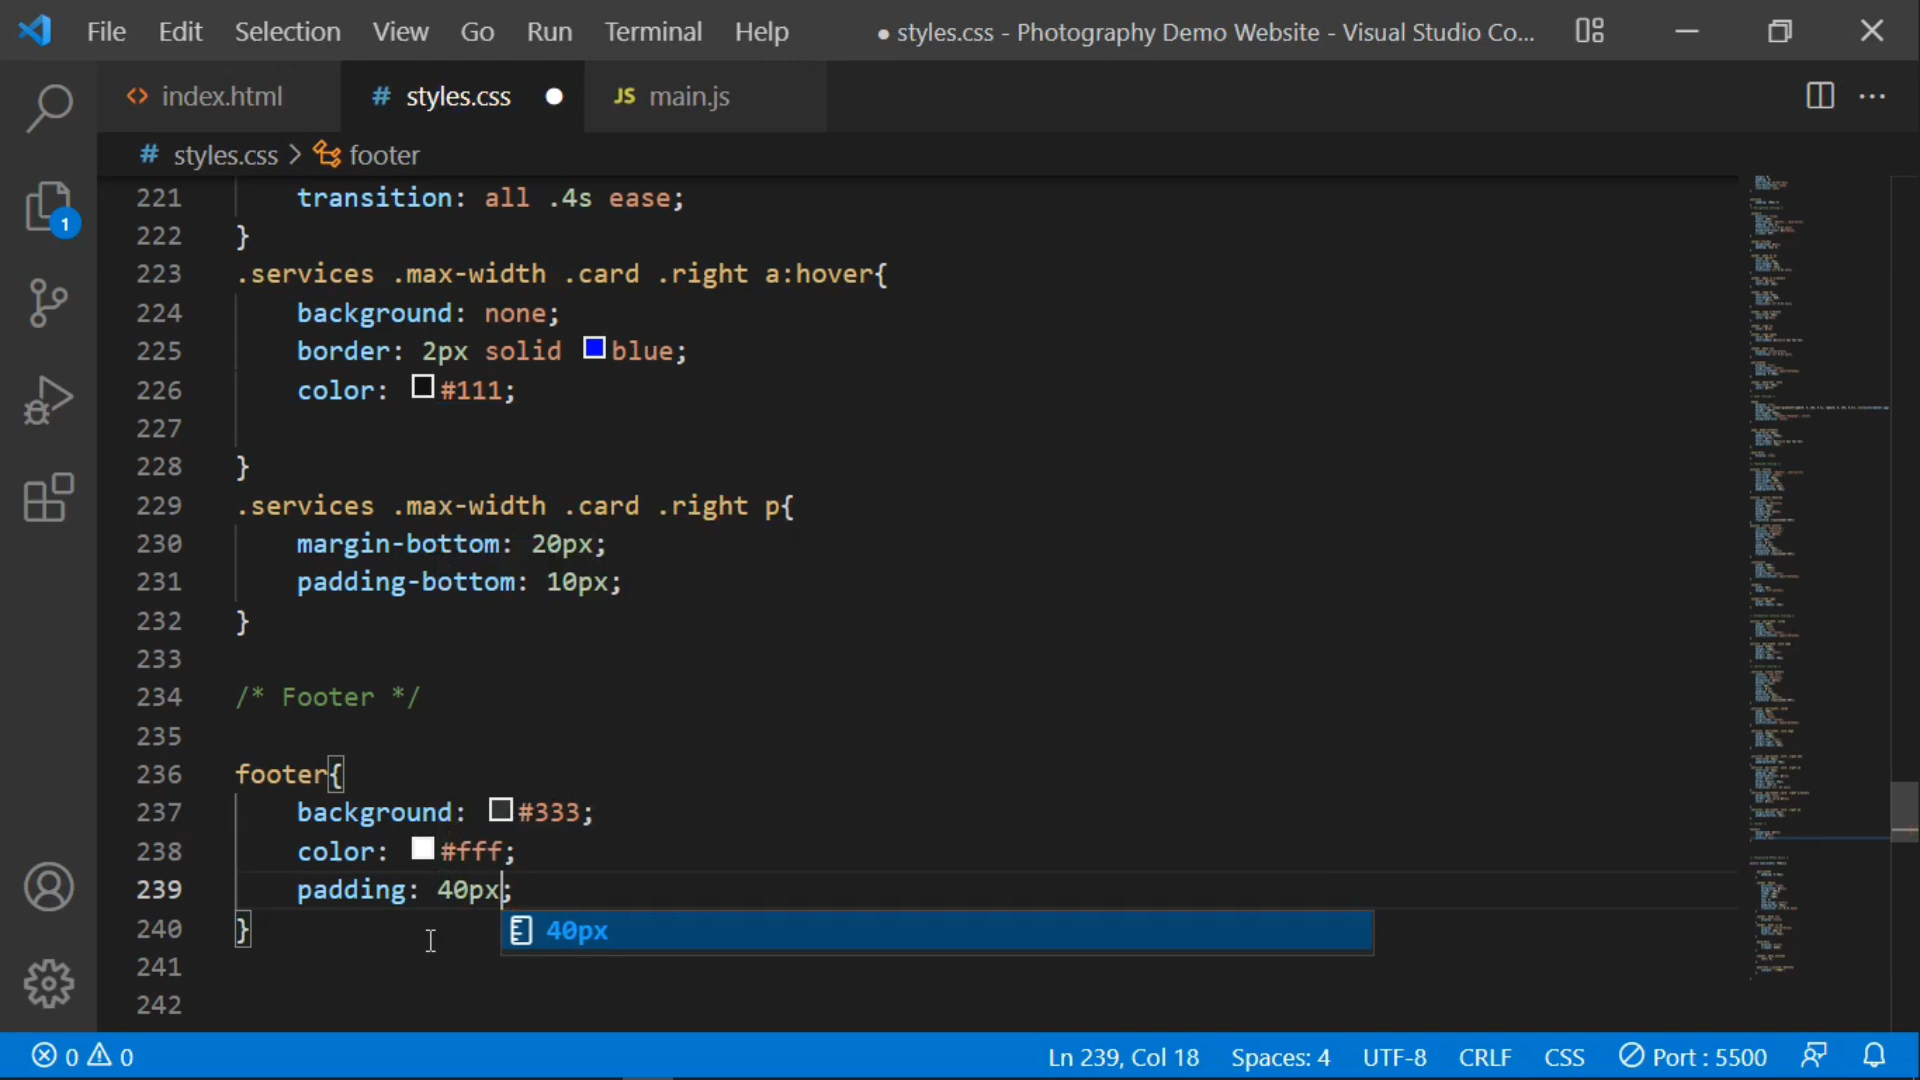 File Edit Selection View Go Run Terminal Help ● styles.css - Photography Demo Website - Visual Studio Co...
index.html # styles.css ● JS main.js ...
# styles.css > footer
1
221 transition: all .4s ease;
222 }
223 .services .max-width .card .right a:hover{
224 background: none;
225 border: 2px solid blue;
226 color: #111;
227
228 }
229 .services .max-width .card .right p{
230 margin-bottom: 20px;
231 padding-bottom: 10px;
232 }
233
234 /* Footer */
235
236 footer{
237 background: #333;
238 color: #fff;
239 padding: 40px;
240 }
40px
241
242
0 0 Ln 239, Col 18 Spaces: 4 UTF-8 CRLF CSS Port : 5500